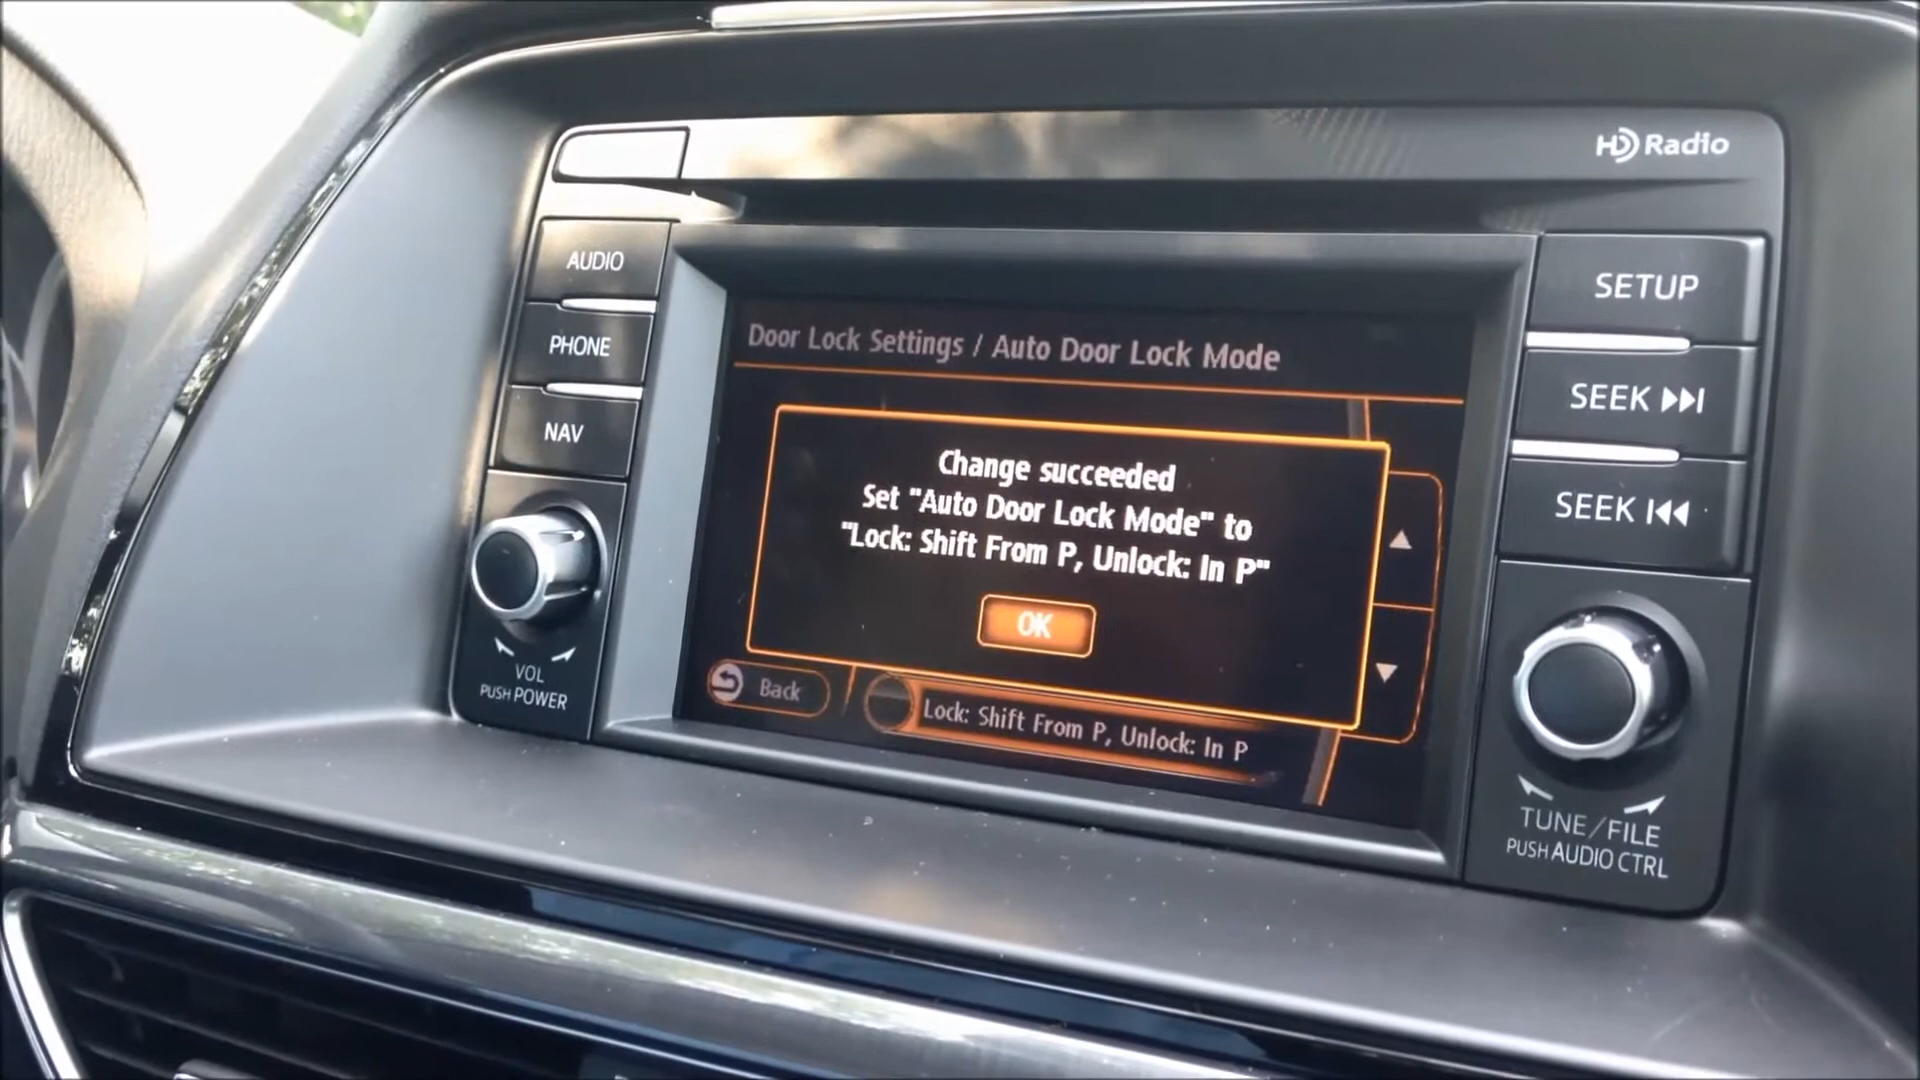 HD Radio
AUDIO
PHONE
NAV
VOL
PUSH POWER
Door Lock Settings / Auto Door Lock Mode
Change succeeded
Set "Auto Door Lock Mode" to
"Lock: Shift From P, Unlock: In P"
OK
Back
Lock: Shift From P, Unlock: In P
SETUP
SEEK
SEEK
TUNE/FILE
PUSH AUDIO CTRL